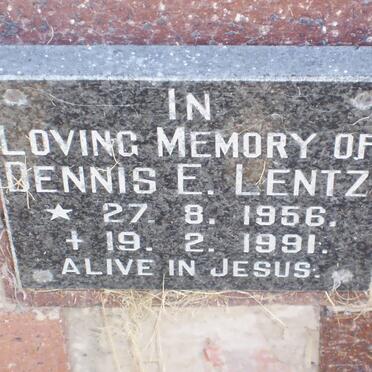 IN
LOVING MEMORY OF
DENNIS E. LENTZ
★ 27. 8. 1956.
+ 19. 2. 1991.
ALIVE IN JESUS.